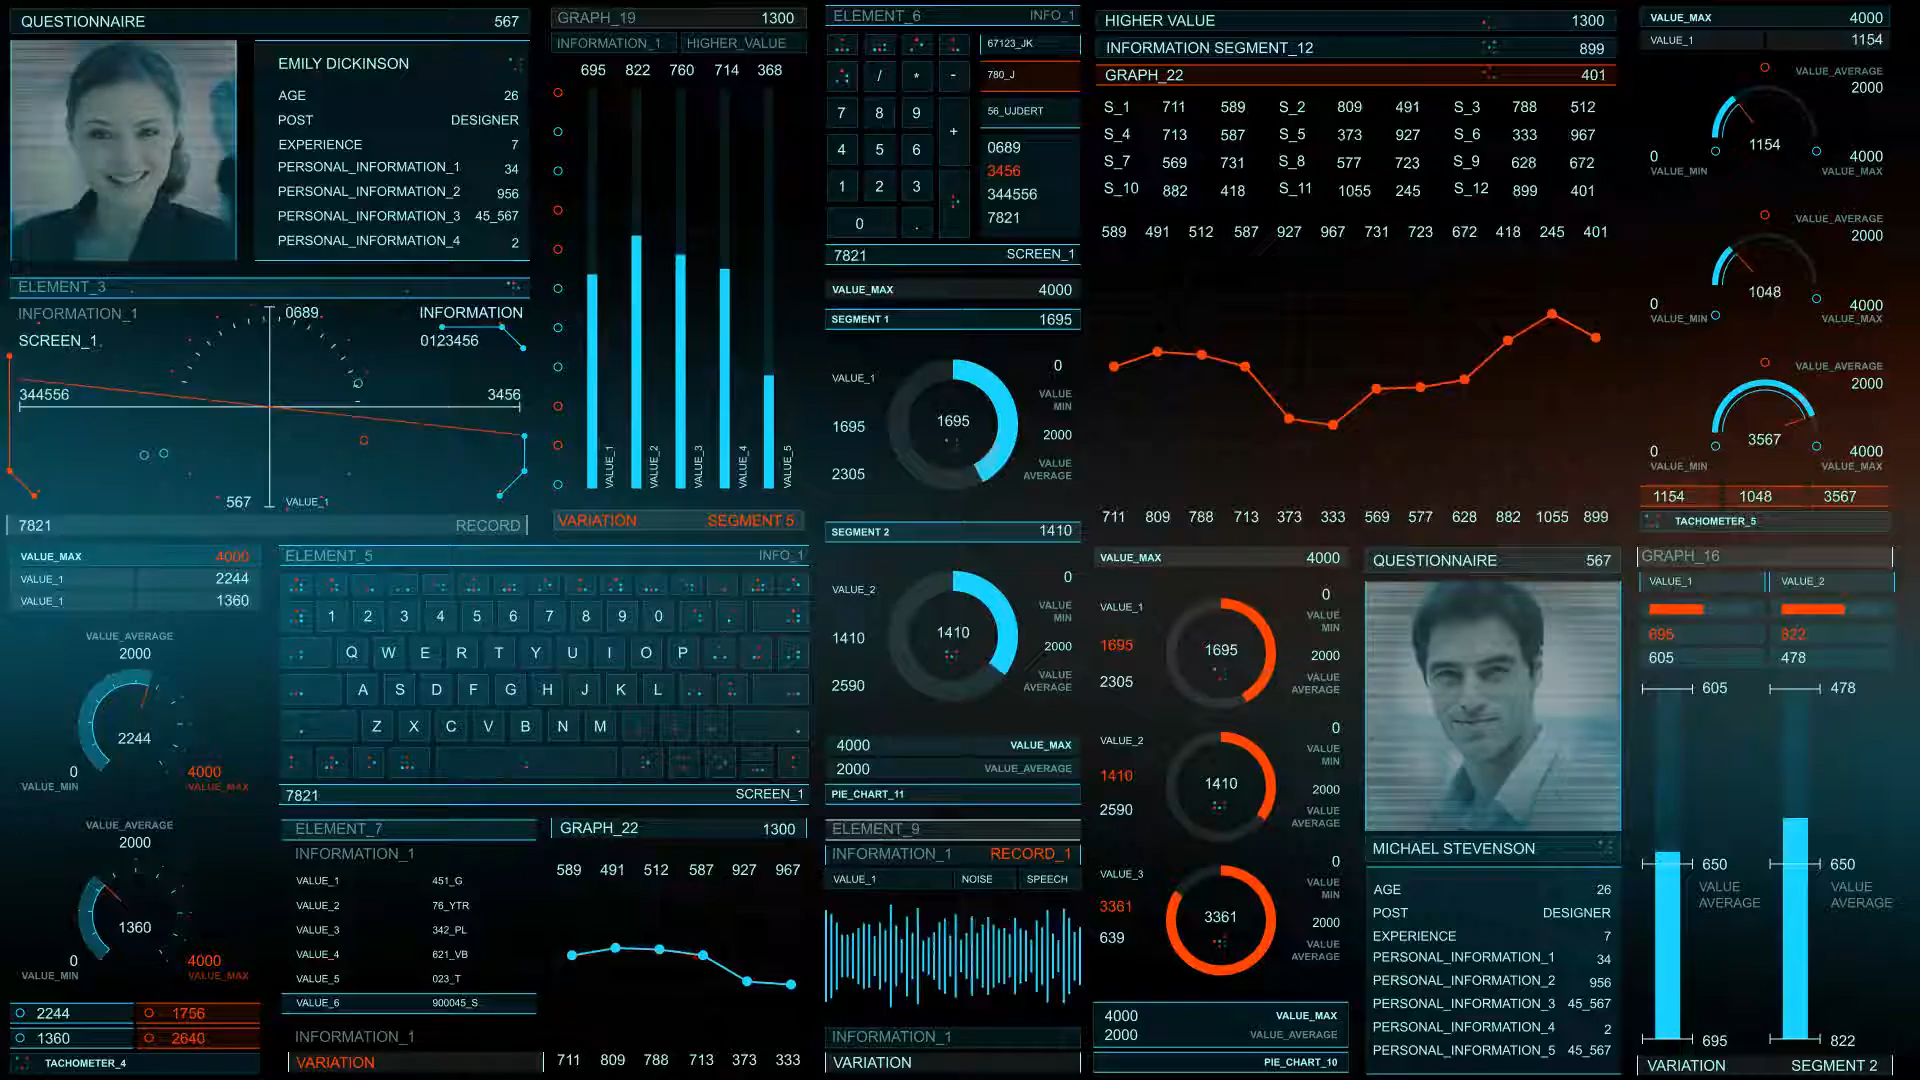 QUESTIONNAIRE 567
EMILY DICKINSON
AGE 26
POST DESIGNER
EXPERIENCE 7
PERSONAL_INFORMATION_1 34
PERSONAL_INFORMATION_2 956
PERSONAL_INFORMATION_3 45_567
PERSONAL_INFORMATION_4 2
ELEMENT_3
INFORMATION_1 0689 INFORMATION
SCREEN_1 0123456
344556 3456
567 VALUE_1
7821 RECORD
VALUE_MAX 4000
VALUE_1 2244
VALUE_1 1360
VALUE_AVERAGE
2000
2244
0 4000
VALUE_MIN VALUE_MAX
VALUE_AVERAGE
2000
1360
0 4000
VALUE_MIN VALUE_MAX
2244 1756
1360 2640
TACHOMETER_4
GRAPH_19 1300
INFORMATION_1 HIGHER_VALUE
695 822 760 714 368
VALUE_1 VALUE_2 VALUE_3 VALUE_4 VALUE_5
VARIATION SEGMENT 5
ELEMENT_5 INFO_1
1 2 3 4 5 6 7 8 9 0
Q W E R T Y U I O P
A S D F G H J K L
Z X C V B N M
7821 SCREEN_1
ELEMENT_7
INFORMATION_1
VALUE_1 451_G
VALUE_2 76_YTR
VALUE_3 342_PL
VALUE_4 621_VB
VALUE_5 023_T
VALUE_6 900045_S
INFORMATION_1
VARIATION
GRAPH_22 1300
589 491 512 587 927 967
711 809 788 713 373 333
ELEMENT_6 INFO_1
67123_JK
/ * - 780_J
7 8 9 + 56_UJDERT
4 5 6 0689
3456
1 2 3 344556
0 . 7821
7821 SCREEN_1
VALUE_MAX 4000
SEGMENT 1 1695
VALUE_1 0
VALUE MIN
1695 1695 2000
2305 VALUE AVERAGE
SEGMENT 2 1410
VALUE_2 0
VALUE MIN
1410 1410 2000
2590 VALUE AVERAGE
4000 VALUE_MAX
2000 VALUE_AVERAGE
PIE_CHART_11
ELEMENT_9
INFORMATION_1 RECORD_1
VALUE_1 NOISE SPEECH
INFORMATION_1
VARIATION
HIGHER VALUE 1300
INFORMATION SEGMENT_12 899
GRAPH_22 401
S_1 711 589 S_2 809 491 S_3 788 512
S_4 713 587 S_5 373 927 S_6 333 967
S_7 569 731 S_8 577 723 S_9 628 672
S_10 882 418 S_11 1055 245 S_12 899 401
589 491 512 587 927 967 731 723 672 418 245 401
711 809 788 713 373 333 569 577 628 882 1055 899
VALUE_MAX 4000
VALUE_1 0
VALUE MIN
1695 1695 2000
2305 VALUE AVERAGE
VALUE_2 0
VALUE MIN
1410 1410 2000
2590 VALUE AVERAGE
VALUE_3 0
VALUE MIN
3361 3361 2000
639 VALUE AVERAGE
4000 VALUE_MAX
2000 VALUE_AVERAGE
PIE_CHART_10
QUESTIONNAIRE 567
MICHAEL STEVENSON
AGE 26
POST DESIGNER
EXPERIENCE 7
PERSONAL_INFORMATION_1 34
PERSONAL_INFORMATION_2 956
PERSONAL_INFORMATION_3 45_567
PERSONAL_INFORMATION_4 2
PERSONAL_INFORMATION_5 45_567
VALUE_MAX 4000
VALUE_1 1154
VALUE_AVERAGE
2000
1154
0 4000
VALUE_MIN VALUE_MAX
VALUE_AVERAGE
2000
1048
0 4000
VALUE_MIN VALUE_MAX
VALUE_AVERAGE
2000
3567
0 4000
VALUE_MIN VALUE_MAX
1154 1048 3567
TACHOMETER_5
GRAPH_16
VALUE_1 VALUE_2
695 822
605 478
605 478
650 650
VALUE AVERAGE VALUE AVERAGE
695 822
VARIATION SEGMENT 2